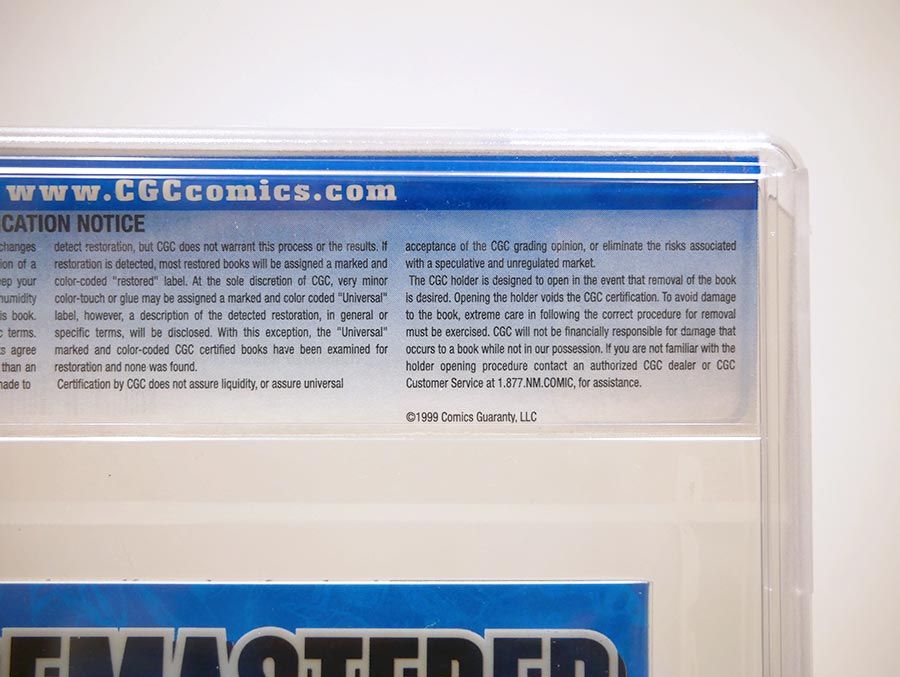 www.CGCcomics.com
ICATION NOTICE
changes
ion of a
eep your
humidity
is book.
c terms.
ts agree
than an
nade to
detect restoration, but CGC does not warrant this process or the results. If
restoration is detected, most restored books will be assigned a marked and
color-coded "restored" label. At the sole discretion of CGC, very minor
color-touch or glue may be assigned a marked and color coded "Universal"
label, however, a description of the detected restoration, in general or
specific terms, will be disclosed. With this exception, the "Universal"
marked and color-coded CGC certified books have been examined for
restoration and none was found.
Certification by CGC does not assure liquidity, or assure universal
acceptance of the CGC grading opinion, or eliminate the risks associated
with a speculative and unregulated market.
The CGC holder is designed to open in the event that removal of the book
is desired. Opening the holder voids the CGC certification. To avoid damage
to the book, extreme care in following the correct procedure for removal
must be exercised. CGC will not be financially responsible for damage that
occurs to a book while not in our possession. If you are not familiar with the
holder opening procedure contact an authorized CGC dealer or CGC
Customer Service at 1.877.NM.COMIC, for assistance.
©1999 Comics Guaranty, LLC
EMASTERED